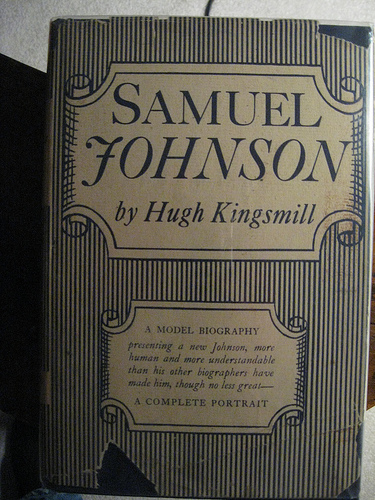 SAMUEL
JOHNSON
by Hugh Kingsmill
A MODEL BIOGRAPHY
presenting a new Johnson, more
human and more understandable
than his other biographers have
made him, though no less great—
A COMPLETE PORTRAIT